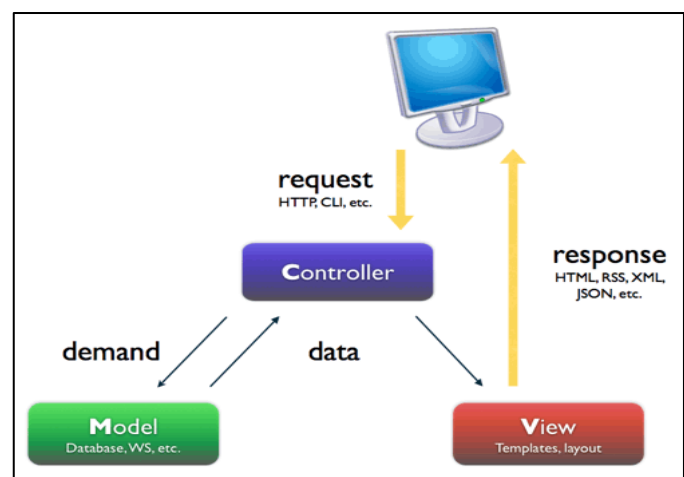 request
HTTP, CLI, etc.
response
HTML, RSS, XML,
JSON, etc.
Controller
demand
data
Model
Database, WS, etc.
View
Templates, layout